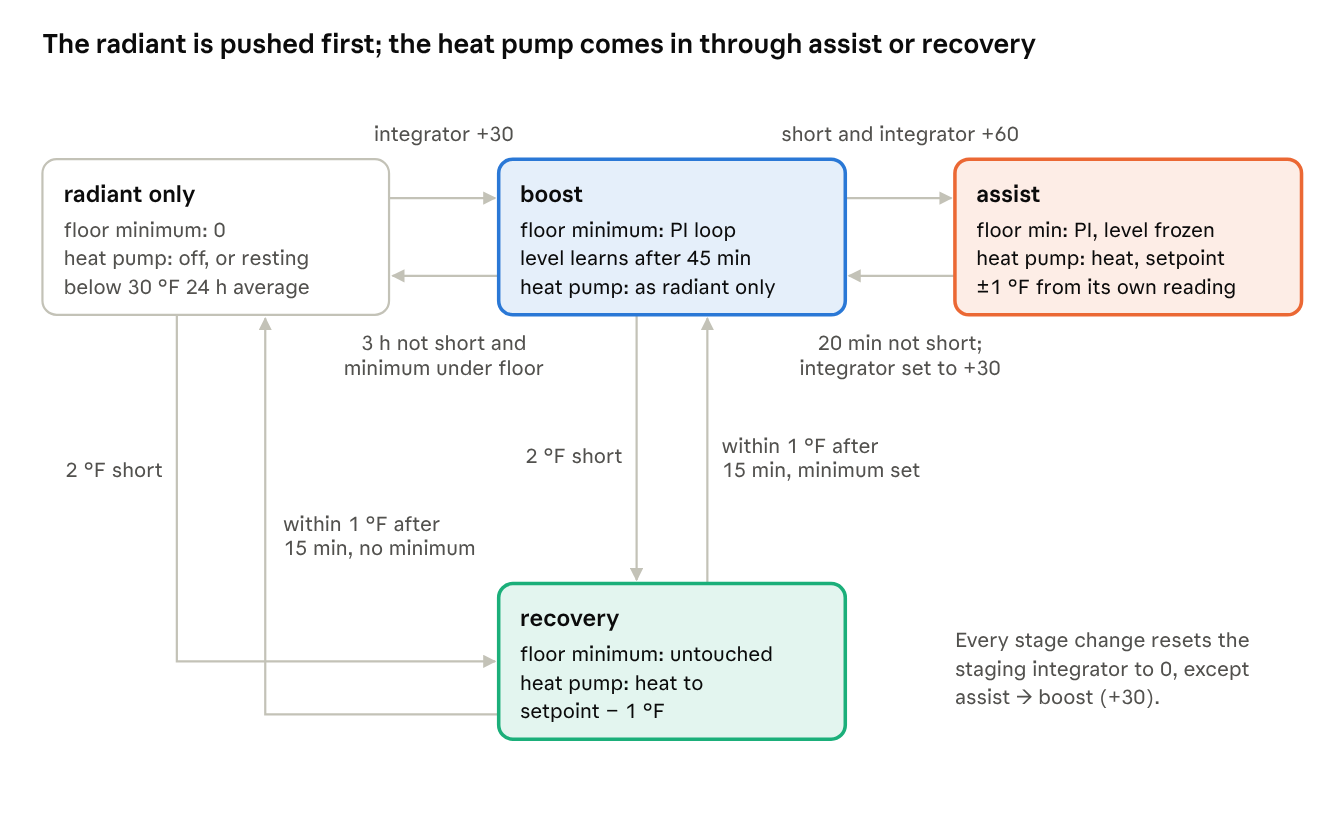 The radiant is pushed first; the heat pump comes in through assist or recovery
integrator +30
short and integrator +60
radiant only
floor minimum: 0
heat pump: off, or resting
below 30 °F 24 h average
boost
floor minimum: PI loop
level learns after 45 min
heat pump: as radiant only
assist
floor min: PI, level frozen
heat pump: heat, setpoint
±1 °F from its own reading
3 h not short and
minimum under floor
20 min not short;
integrator set to +30
2 °F short
2 °F short
within 1 °F after
15 min, minimum set
within 1 °F after
15 min, no minimum
recovery
floor minimum: untouched
heat pump: heat to
setpoint − 1 °F
Every stage change resets the
staging integrator to 0, except
assist → boost (+30).